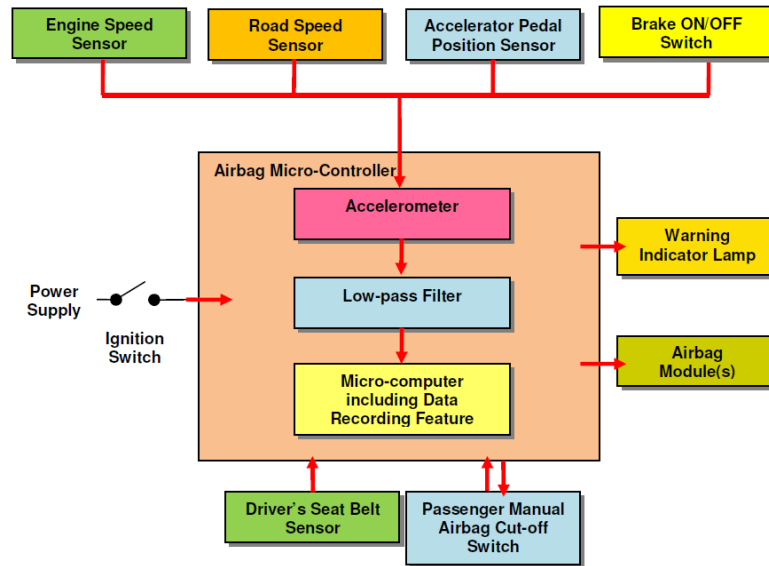 Engine Speed
Sensor
Road Speed
Sensor
Accelerator Pedal
Position Sensor
Brake ON/OFF
Switch
Airbag Micro-Controller
Accelerometer
Low-pass Filter
Micro-computer
including Data
Recording Feature
Power
Supply
Ignition
Switch
Warning
Indicator Lamp
Airbag
Module(s)
Driver's Seat Belt
Sensor
Passenger Manual
Airbag Cut-off
Switch